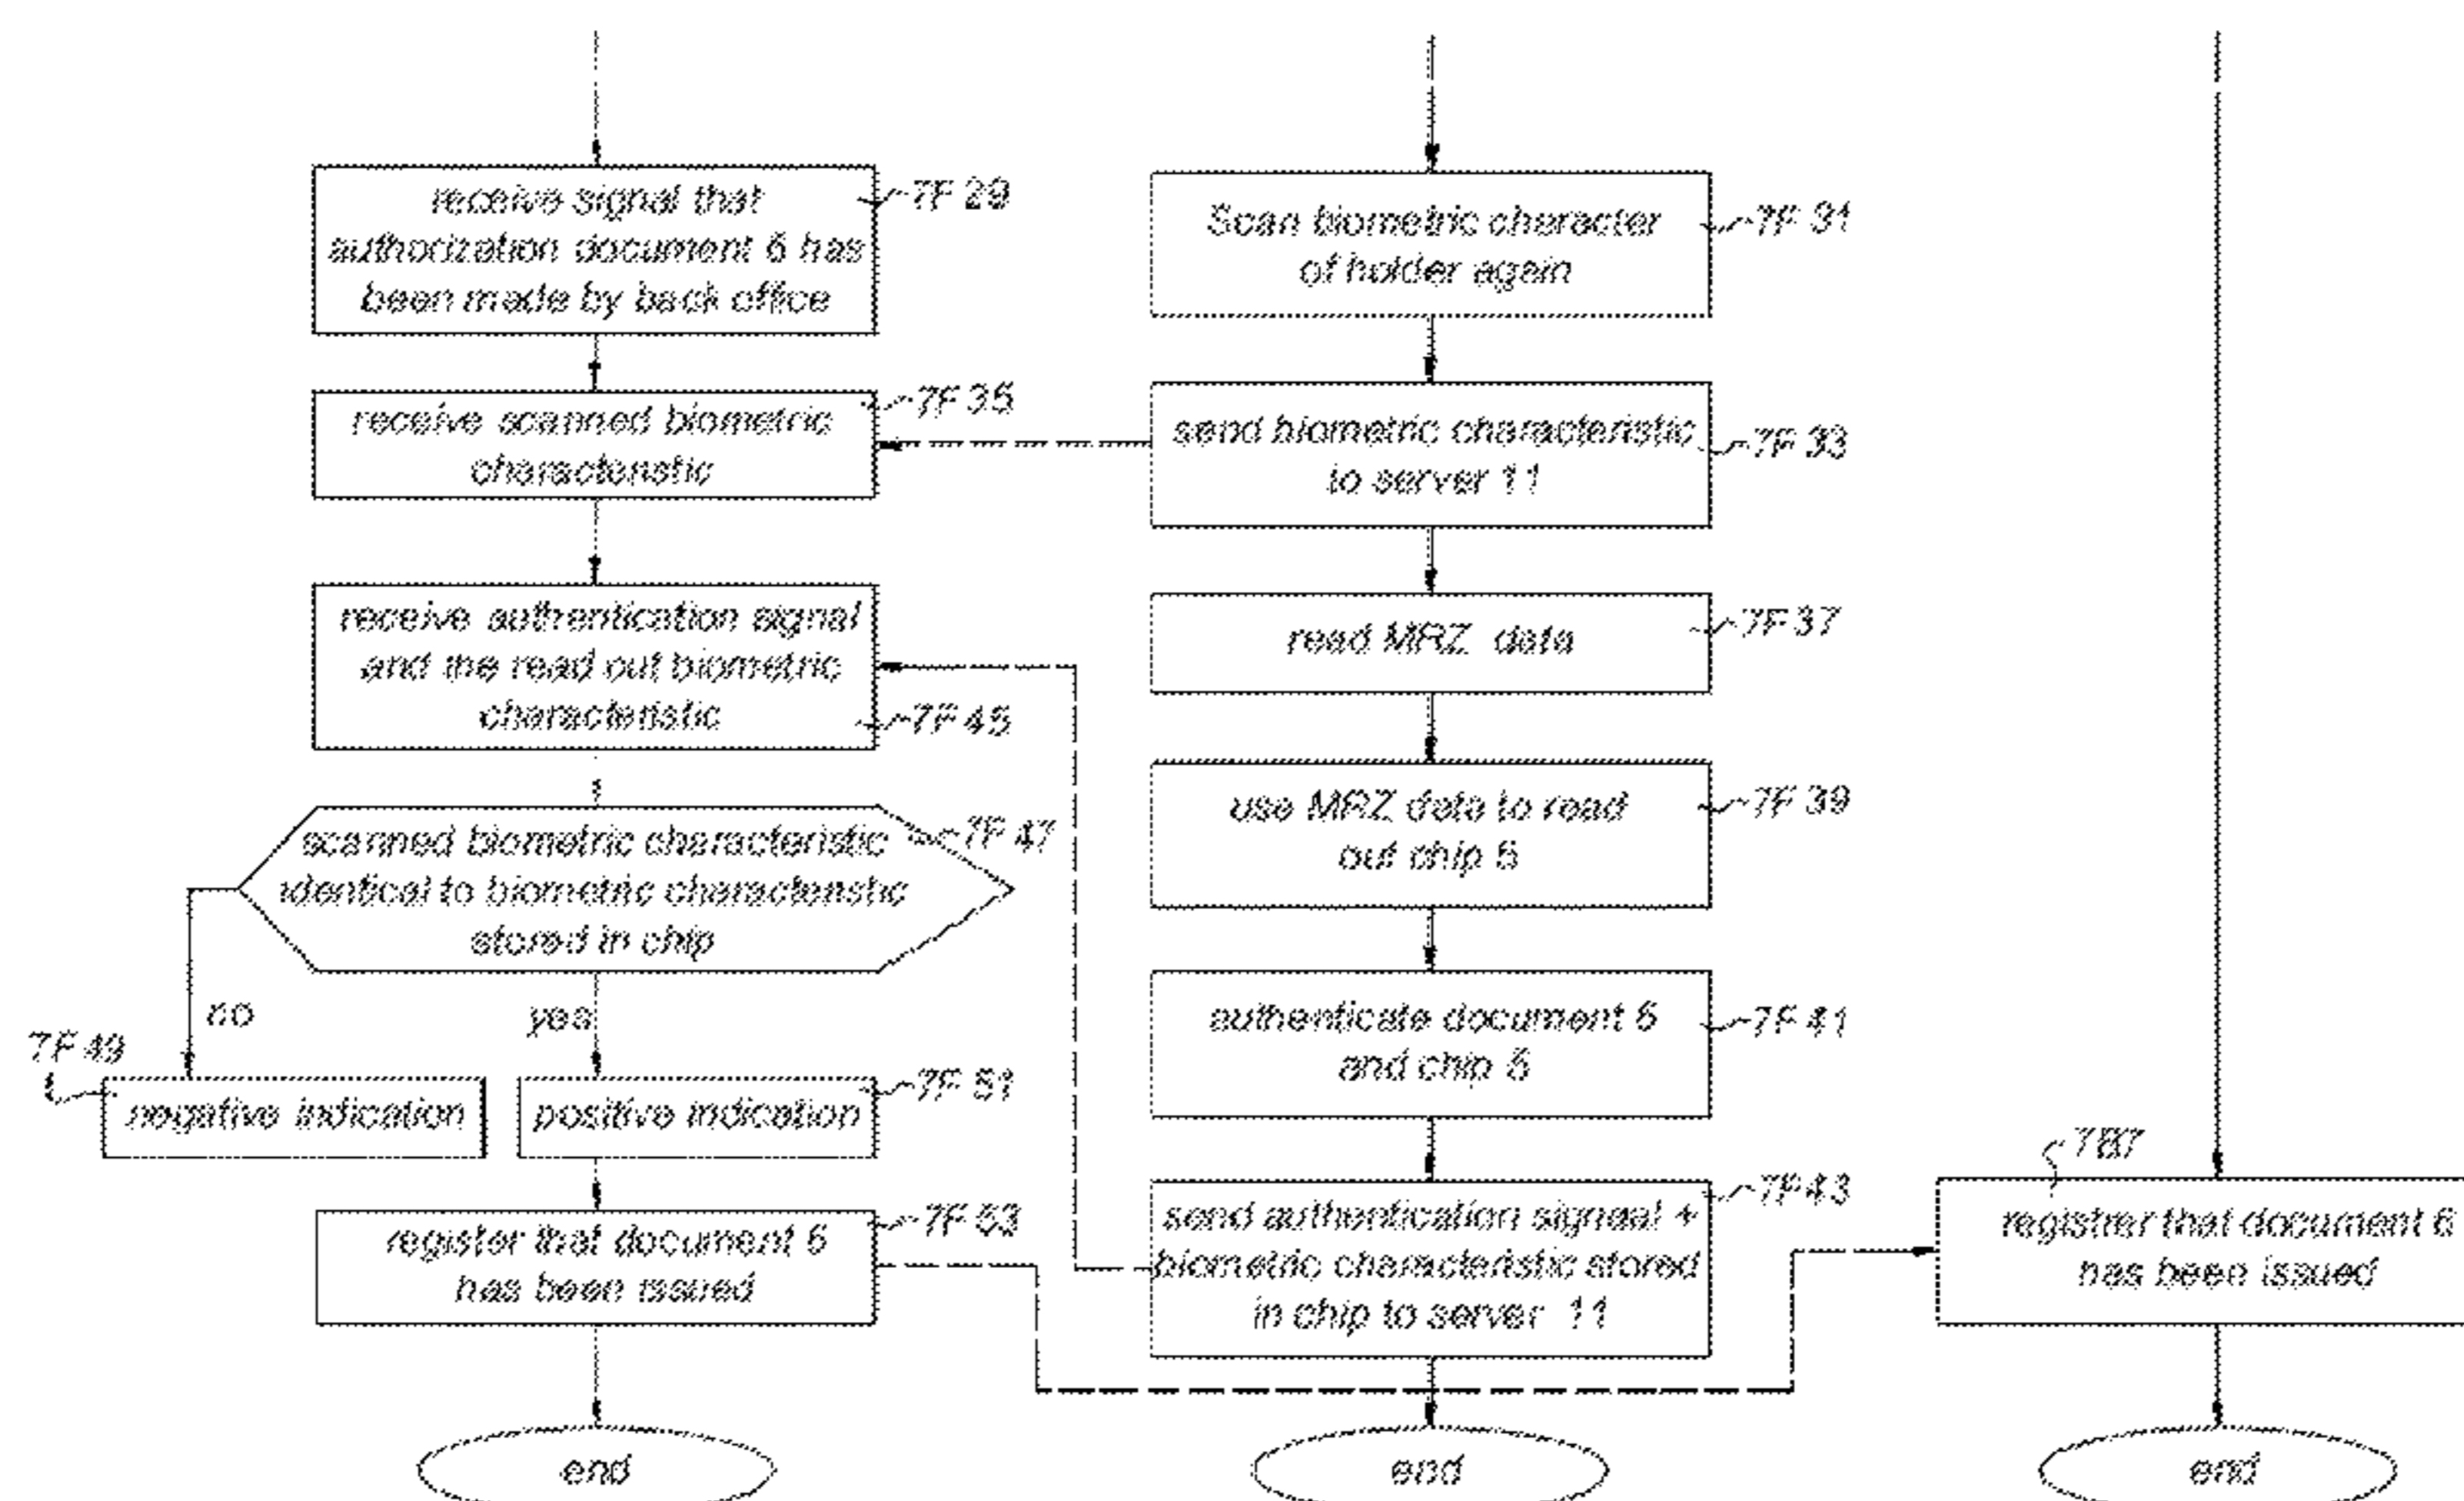 receive signal that
authorization document 6 has
been made by back office
7F 29
receive scanned biometric
characteristic
7F 35
receive authentication signal
and the read out biometric
characteristic
7F 45
scanned biometric characteristic
identical to biometric characteristic
stored in chip
7F 47
no
yes
7F 49
negative indication
positive indication
7F 51
register that document 6
has been issued
7F 53
end
Scan biometric character
of holder again
7F 31
send biometric characteristic
to server 11
7F 33
read MRZ data
7F 37
use MRZ data to read
out chip 5
7F 39
authenticate document 6
and chip 5
7F 41
send authentication signaal +
biometric characteristic stored
in chip to server 11
7F 43
end
7B7
registrer that document 6
has been issued
end